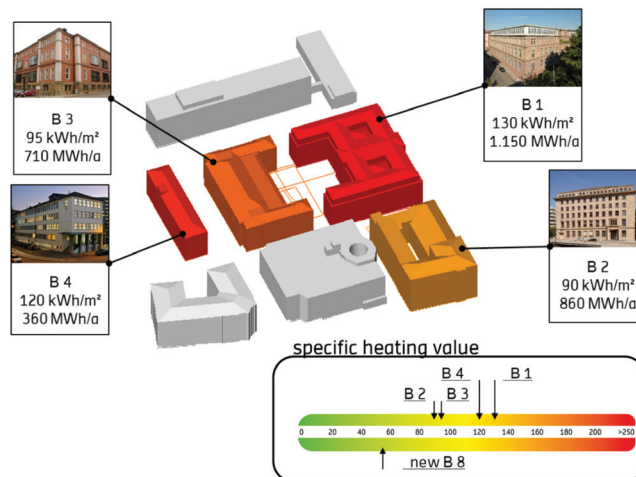 B 3
95 kWh/m²
710 MWh/a
B 1
130 kWh/m²
1.150 MWh/a
B 4
120 kWh/m²
360 MWh/a
B 2
90 kWh/m²
860 MWh/a
specific heating value
B 4 B 1
B 2 B 3
0 20 40 60 80 100 120 140 160 180 200 >250
new B 8